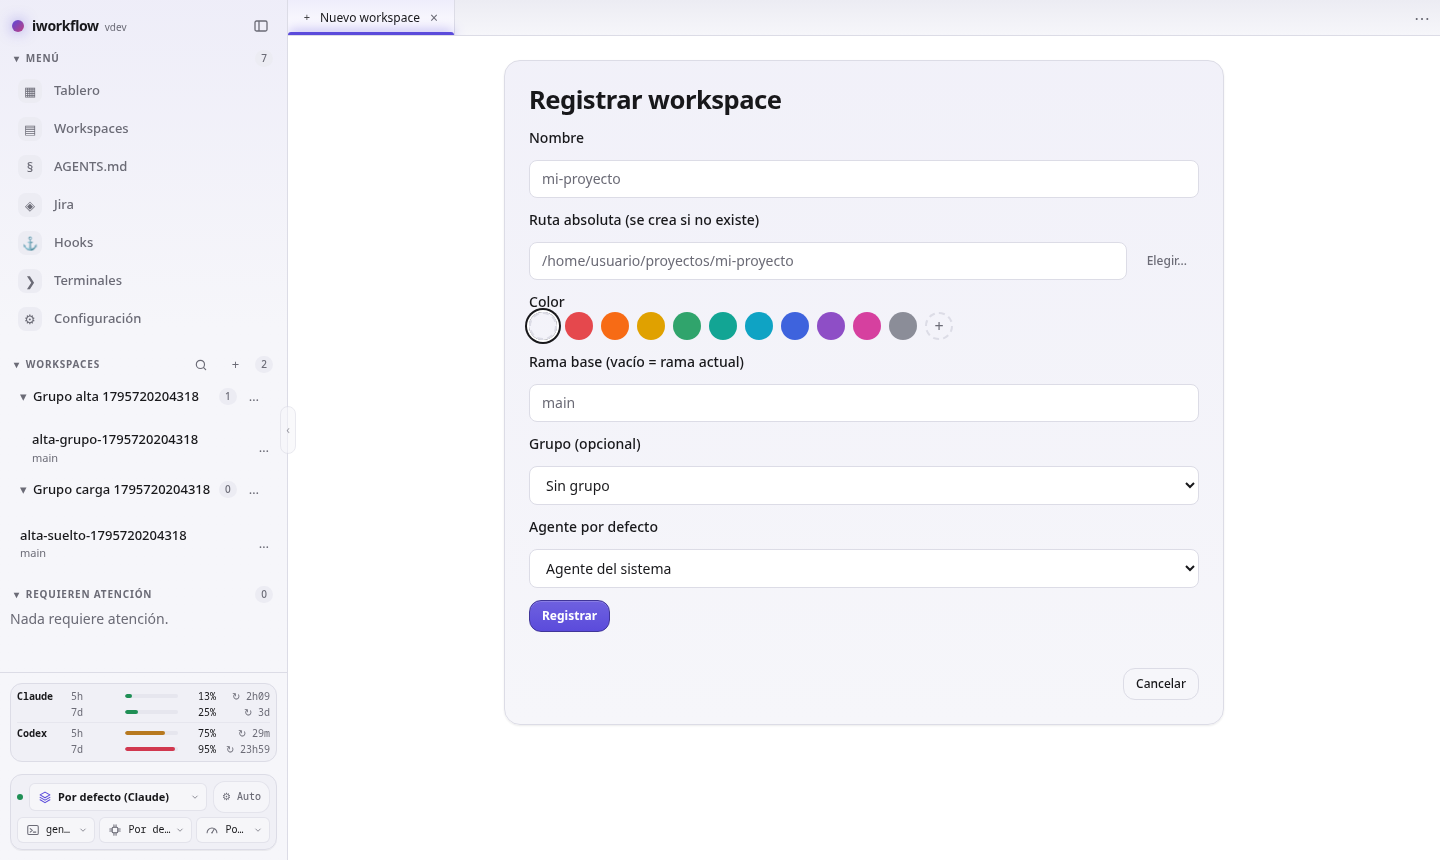 iworkflow vdev
▾ MENÚ 7
Tablero
Workspaces
§ AGENTS.md
Jira
Hooks
Terminales
Configuración
▾ WORKSPACES + 2
▾ Grupo alta 1795720204318 1 ...
alta-grupo-1795720204318
main ...
▾ Grupo carga 1795720204318 0 ...
alta-suelto-1795720204318
main ...
▾ REQUIEREN ATENCIÓN 0
Nada requiere atención.
Claude 5h 13% ↻ 2h09
7d 25% ↻ 3d
Codex 5h 75% ↻ 29m
7d 95% ↻ 23h59
Por defecto (Claude) ⚙ Auto
gen… Por de… Po…
+ Nuevo workspace × ⋯
Registrar workspace
Nombre
mi-proyecto
Ruta absoluta (se crea si no existe)
/home/usuario/proyectos/mi-proyecto Elegir…
Color
+
Rama base (vacío = rama actual)
main
Grupo (opcional)
Sin grupo
Agente por defecto
Agente del sistema
Registrar
Cancelar